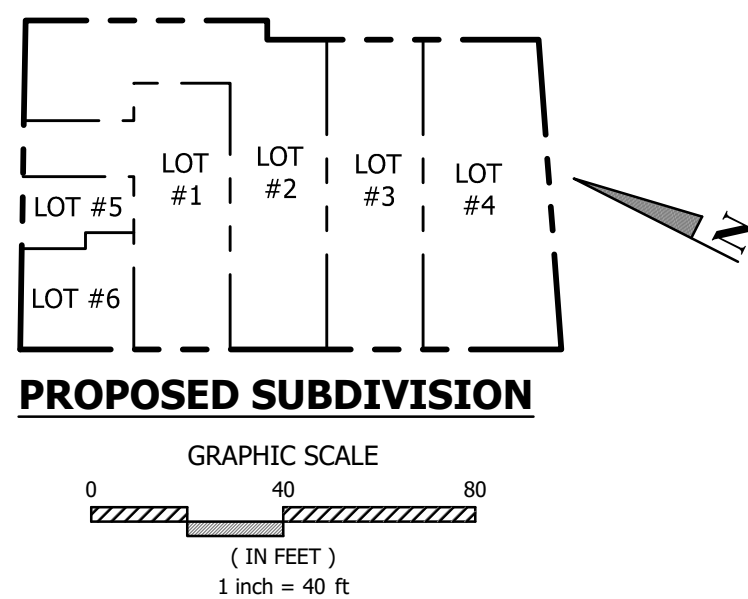 LOT
#1
LOT
#2
LOT
#3
LOT
#4
LOT #5
LOT #6
N
PROPOSED SUBDIVISION
GRAPHIC SCALE
0 40 80
( IN FEET )
1 inch = 40 ft